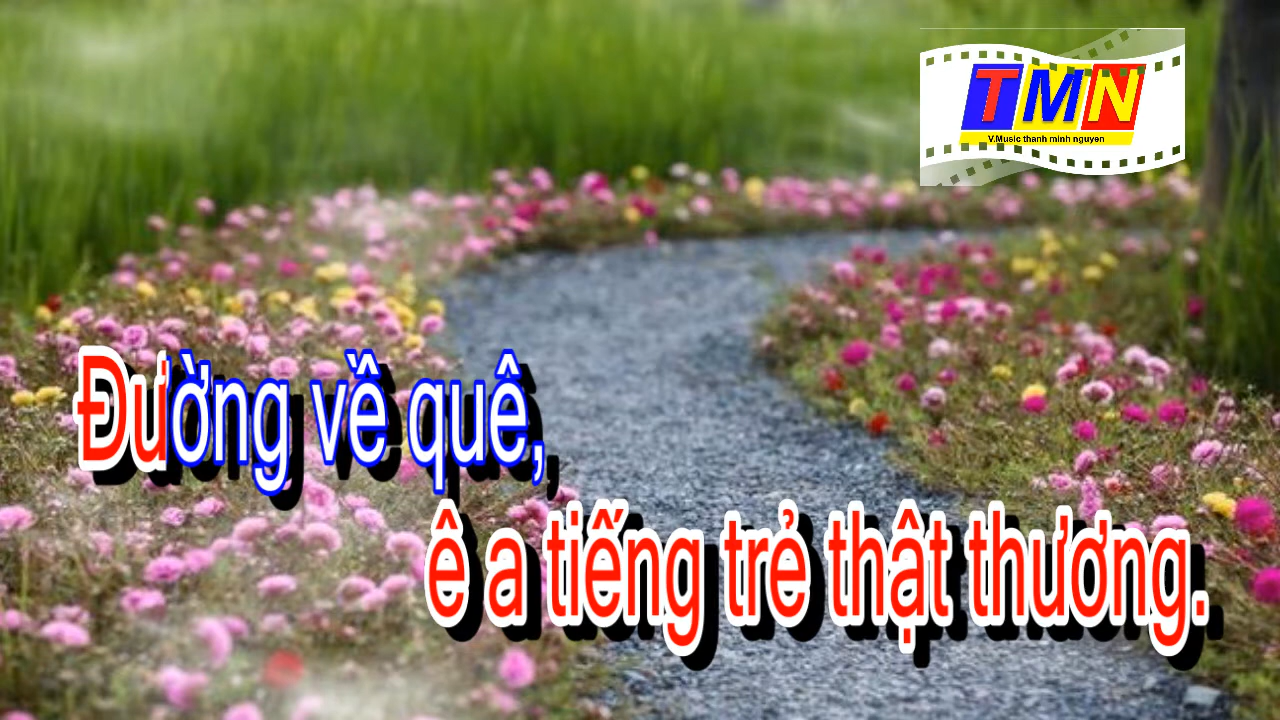 TMN
V.Music thanh minh nguyen
Đường về quê,
ê a tiếng trẻ thật thương.